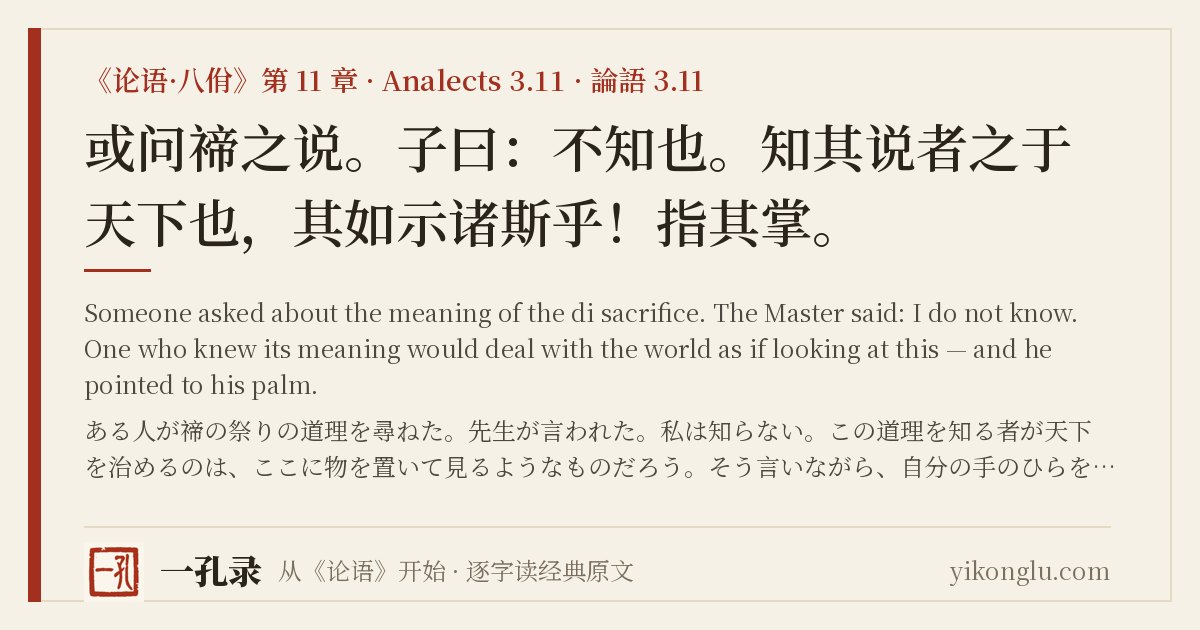 《论语·八佾》第 11 章 · Analects 3.11 · 論語 3.11
或问禘之说。子曰：不知也。知其说者之于
天下也，其如示诸斯乎！指其掌。
Someone asked about the meaning of the di sacrifice. The Master said: I do not know.
One who knew its meaning would deal with the world as if looking at this — and he
pointed to his palm.
ある人が禘の祭りの道理を尋ねた。先生が言われた。私は知らない。この道理を知る者が天下
を治めるのは、ここに物を置いて見るようなものだろう。そう言いながら、自分の手のひらを…
一孔
一孔录 从《论语》开始 · 逐字读经典原文 yikonglu.com